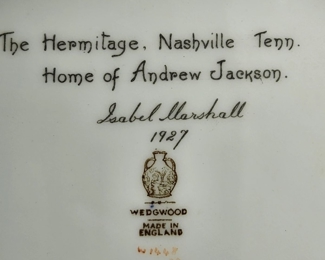 The Hermitage, Nashville Tenn.
Home of Andrew Jackson.
Isabel Marshall
1927
WEDGWOOD
MADE IN
ENGLAND